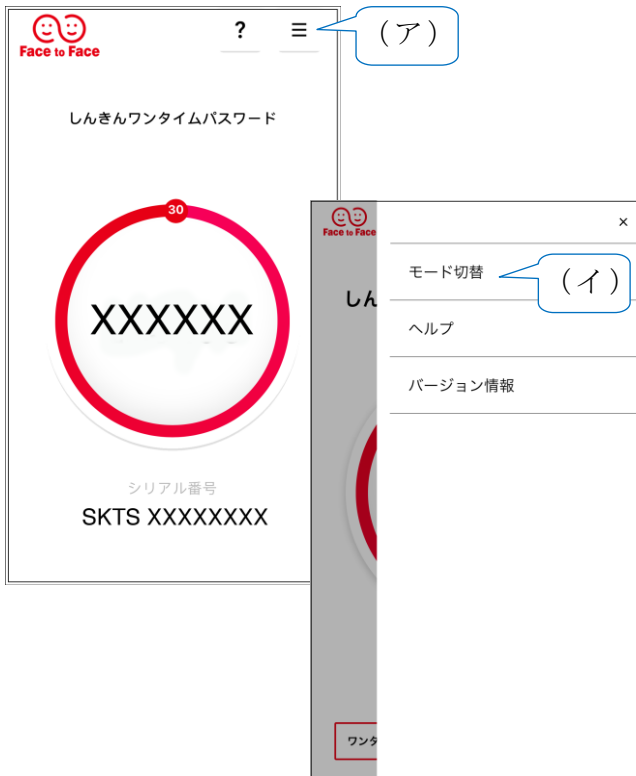 Face to Face
?
≡
(ア)
しんきんワンタイムパスワード
30
XXXXXX
シリアル番号
SKTS XXXXXXXX
Face to Face
×
モード切替
(イ)
しん
ヘルプ
バージョン情報
ワンタ